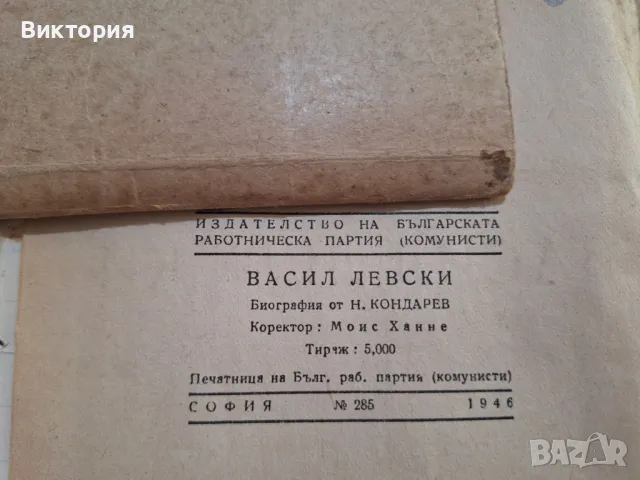 Виктория
ИЗДАТЕЛСТВО НА БЪЛГАРСКАТА
РАБОТНИЧЕСКА ПАРТИЯ (КОМУНИСТИ)
ВАСИЛ ЛЕВСКИ
Биография от Н. КОНДАРЕВ
Коректор: Моис Ханне
Тираж: 5,000
Печатница на Бълг. раб. партия (комунисти)
СОФИЯ № 285 1946
BAZAR